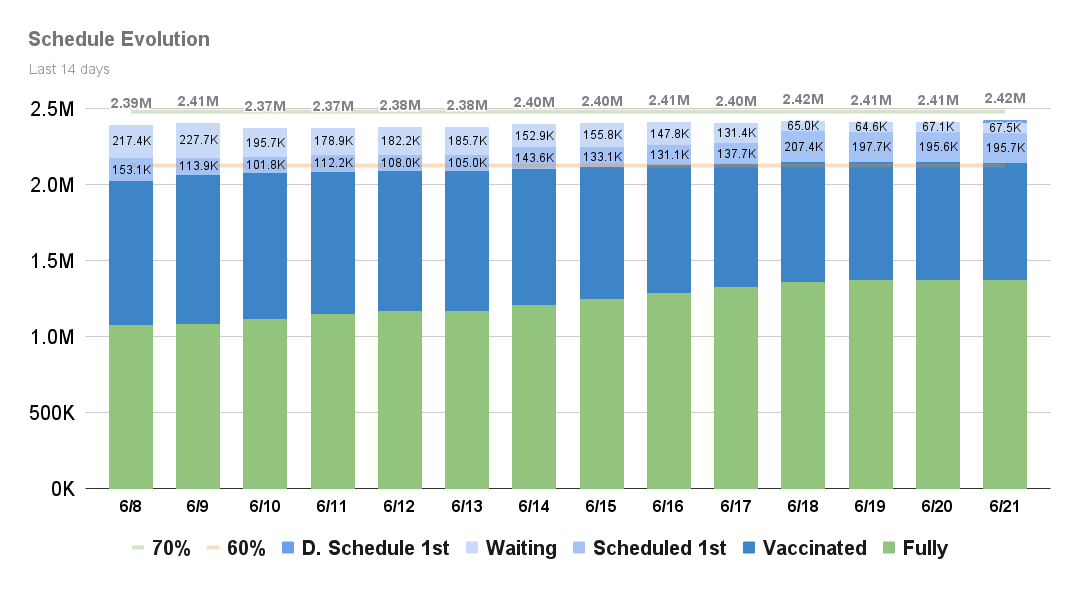 Schedule Evolution
Last 14 days
2.39M 2.41M 2.37M 2.37M 2.38M 2.38M 2.40M 2.40M 2.41M 2.40M 2.42M 2.41M 2.41M 2.42M
2.5M
217.4K 227.7K 195.7K 178.9K 182.2K 185.7K 152.9K 155.8K 147.8K 131.4K 65.0K 64.6K 67.1K 67.5K
153.1K 113.9K 101.8K 112.2K 108.0K 105.0K 143.6K 133.1K 131.1K 137.7K 207.4K 197.7K 195.6K 195.7K
2.0M
1.5M
1.0M
500K
0K
6/8 6/9 6/10 6/11 6/12 6/13 6/14 6/15 6/16 6/17 6/18 6/19 6/20 6/21
70% 60% D. Schedule 1st Waiting Scheduled 1st Vaccinated Fully